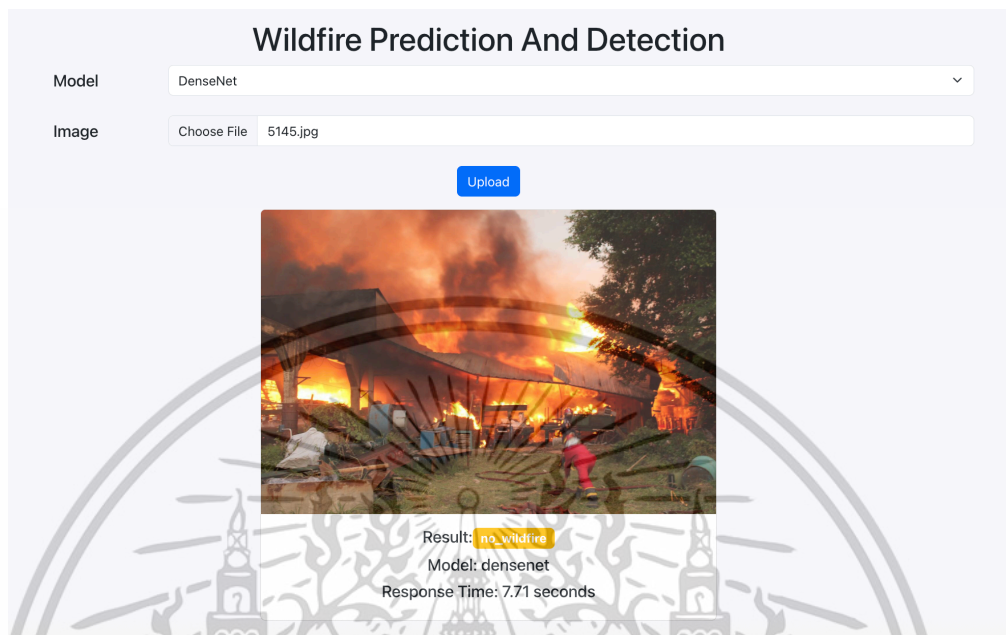 Wildfire Prediction And Detection
Model DenseNet
Image Choose File 5145.jpg
Upload
Result: no_wildfire
Model: densenet
Response Time: 7.71 seconds